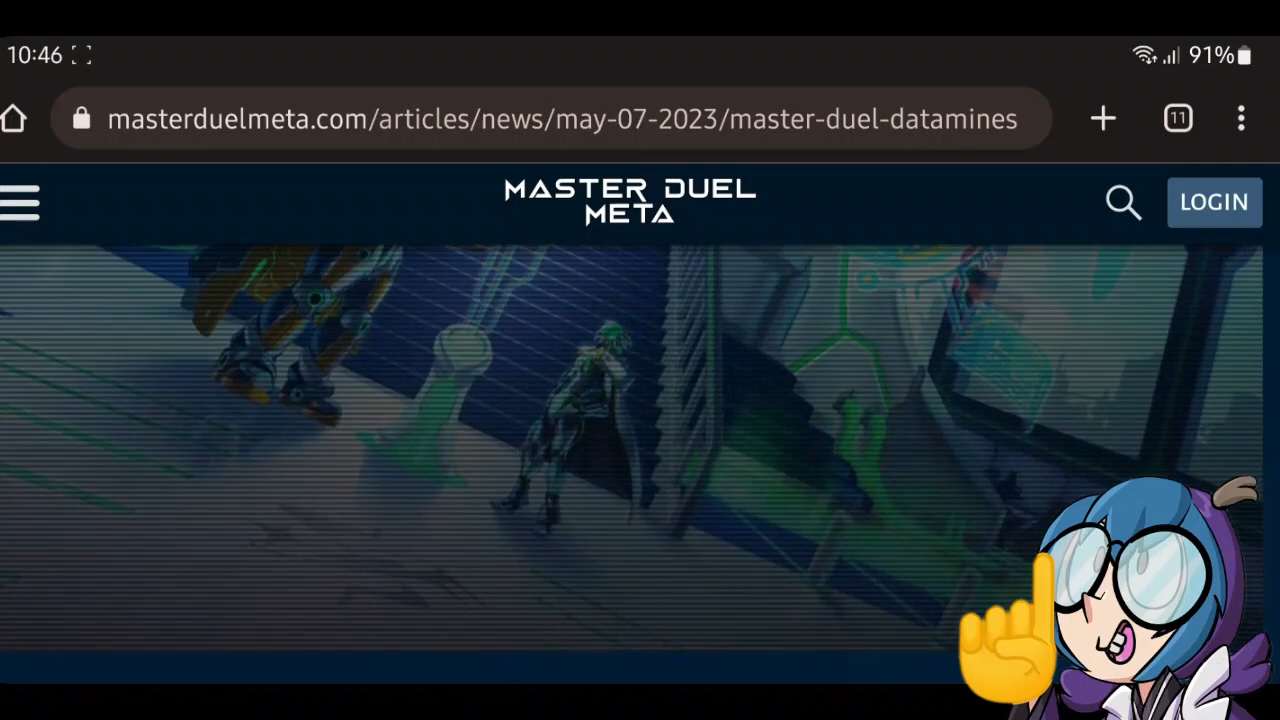 10:46 91%
masterduelmeta.com/articles/news/may-07-2023/master-duel-datamines 11
MASTER DUEL
META
LOGIN